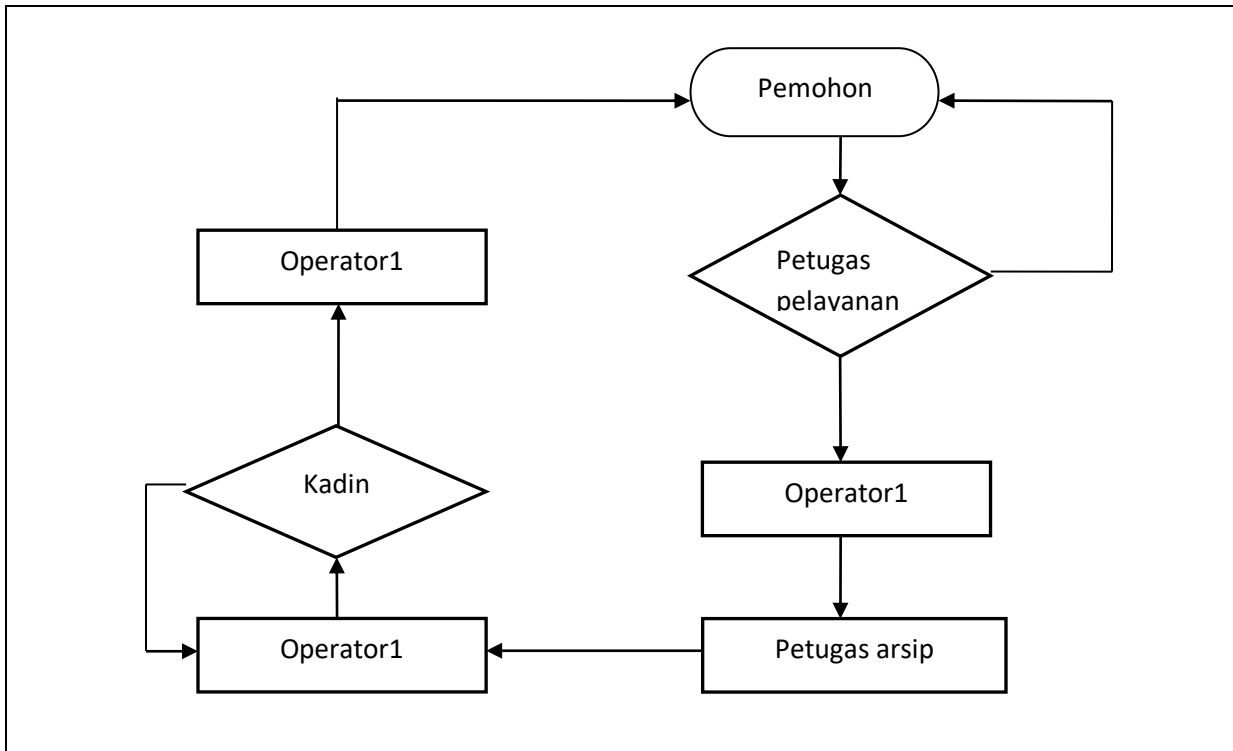 Pemohon
Operator1
Petugas
pelayanan
Kadin
Operator1
Operator1
Petugas arsip